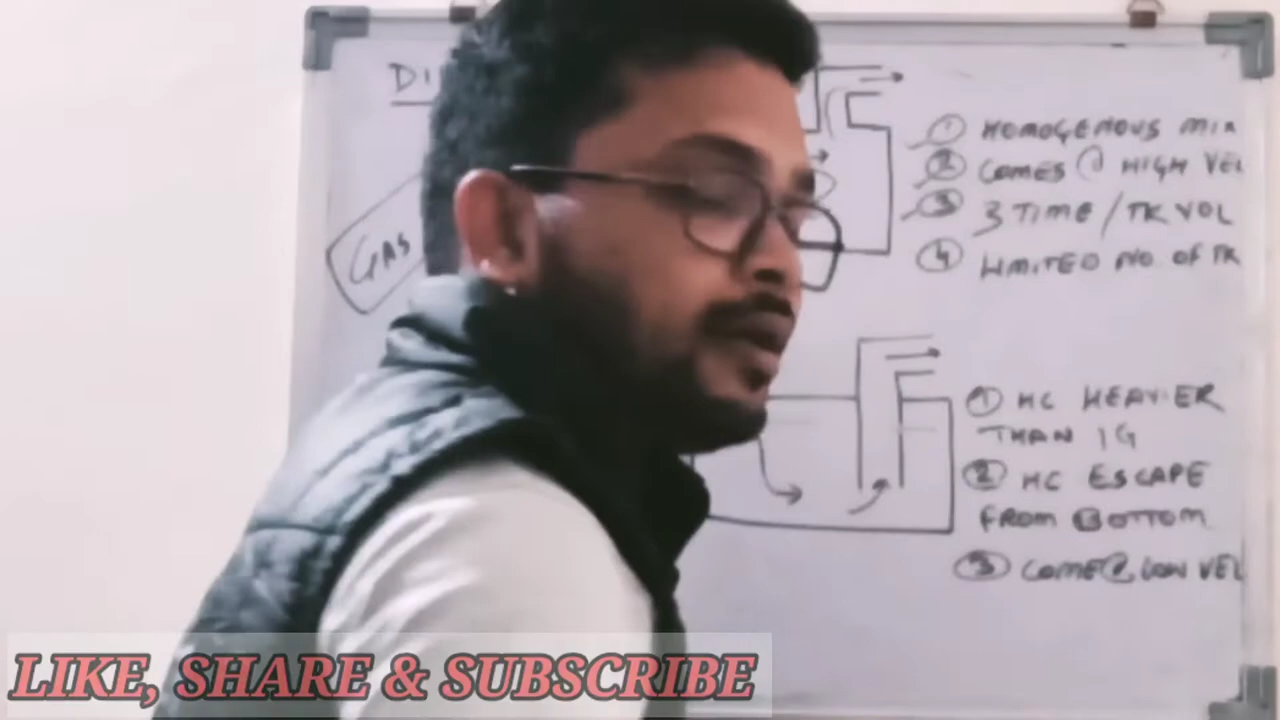 DI
GAS
① HOMOGENOUS MIX
② COMES @ HIGH VEL
③ 3 TIME / TK VOL
④ LIMITED NO OF TK
① HC HEAVIER
THAN IG
② HC ESCAPE
FROM BOTTOM
③ COME@ LOW VEL
LIKE, SHARE & SUBSCRIBE